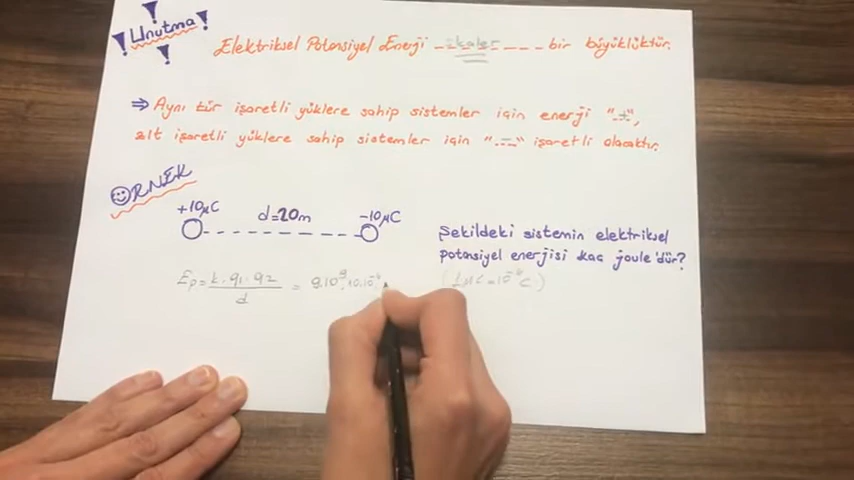 ! Unutma !
Elektriksel Potansiyel Enerji skaler bir büyüklüktür.
⇒ Aynı tür işaretli yüklere sahip sistemler için enerji "+",
zıt işaretli yüklere sahip sistemler için "-" işaretli olacaktır.
ÖRNEK
+10μC d=20m -10μC
Şekildeki sistemin elektriksel
potansiyel enerjisi kaç joule'dür?
(1μC=10⁻⁶C)
Ep = k.q1.q2 / d = 9.10⁹.10.10⁻⁶